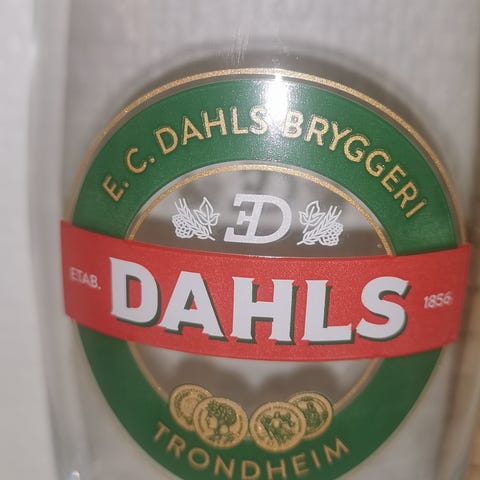 E. C. DAHLS BRYGGERI
ED
ETAB. DAHLS 1856
TRONDHEIM